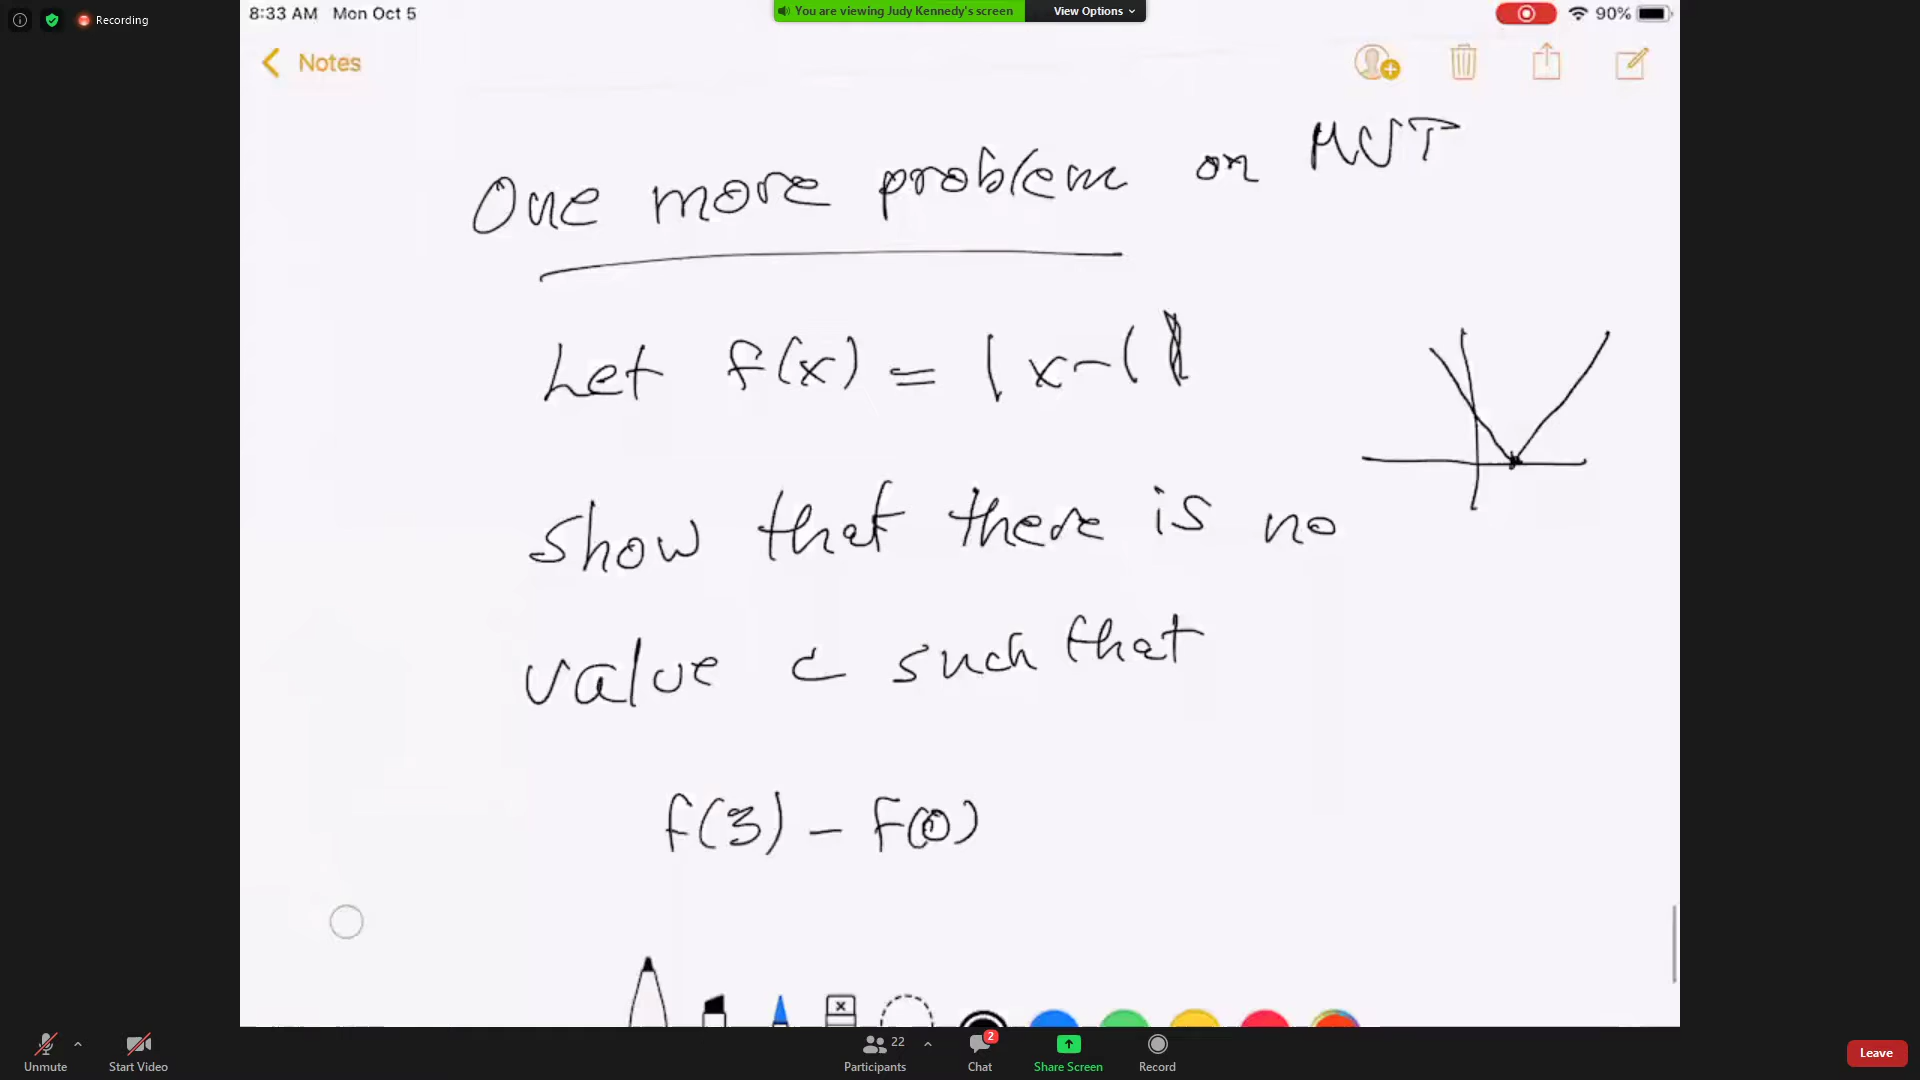 Recording
8:33 AM Mon Oct 5
You are viewing Judy Kennedy's screen View Options
90%
Notes
One more problem on MVT
Let f(x) = |x-1|
show that there is no
value c such that
f(3) - f(0)
Unmute
Start Video
22
Participants
2
Chat
Share Screen
Record
Leave